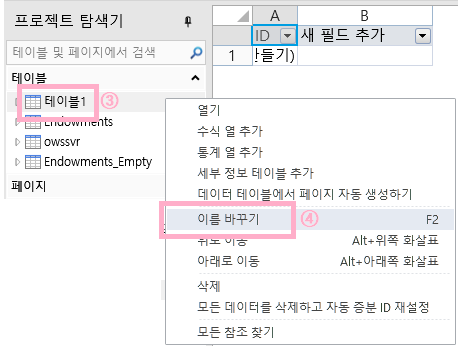 프로젝트 탐색기
테이블 및 페이지에서 검색
테이블
테이블1 ③
Endowments
owssvr
Endowments_Empty
페이지
A B
ID 새 필드 추가
1 만들기)
열기
수식 열 추가
통계 열 추가
세부 정보 테이블 추가
데이터 테이블에서 페이지 자동 생성하기
이름 바꾸기 ④ F2
위로 이동 Alt+위쪽 화살표
아래로 이동 Alt+아래쪽 화살표
삭제
모든 데이터를 삭제하고 자동 증분 ID 재설정
모든 참조 찾기